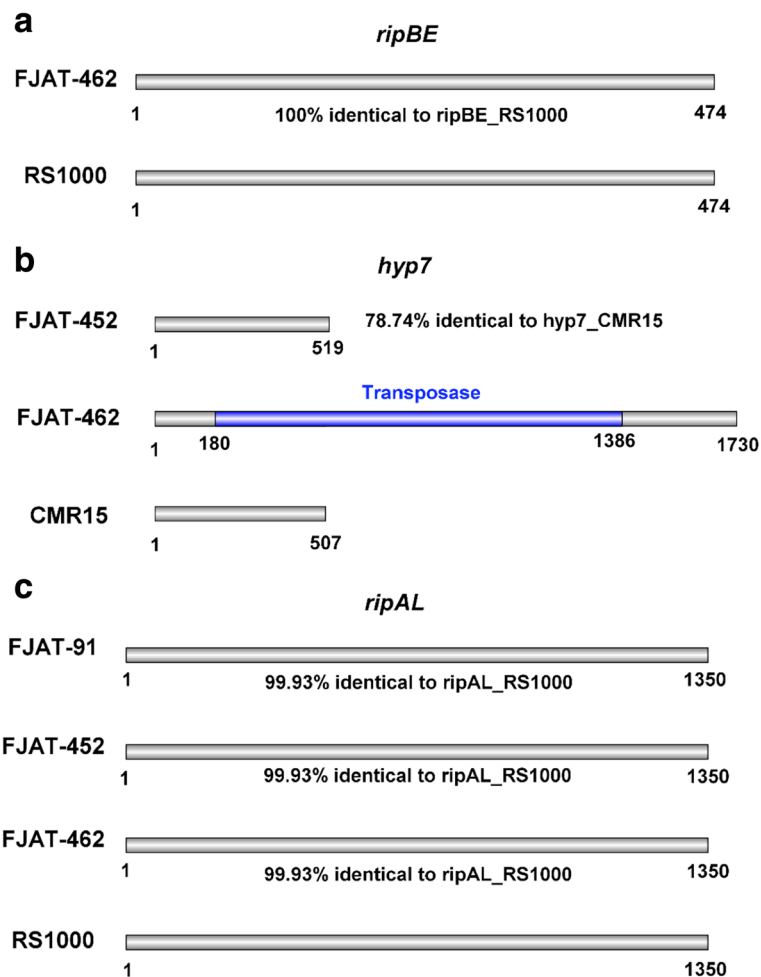 a
ripBE
FJAT-462
1 100% identical to ripBE_RS1000 474
RS1000
1 474
b
hyp7
FJAT-452 78.74% identical to hyp7_CMR15
1 519
Transposase
FJAT-462
1 180 1386 1730
CMR15
1 507
c
ripAL
FJAT-91
1 99.93% identical to ripAL_RS1000 1350
FJAT-452
1 99.93% identical to ripAL_RS1000 1350
FJAT-462
1 99.93% identical to ripAL_RS1000 1350
RS1000
1 1350